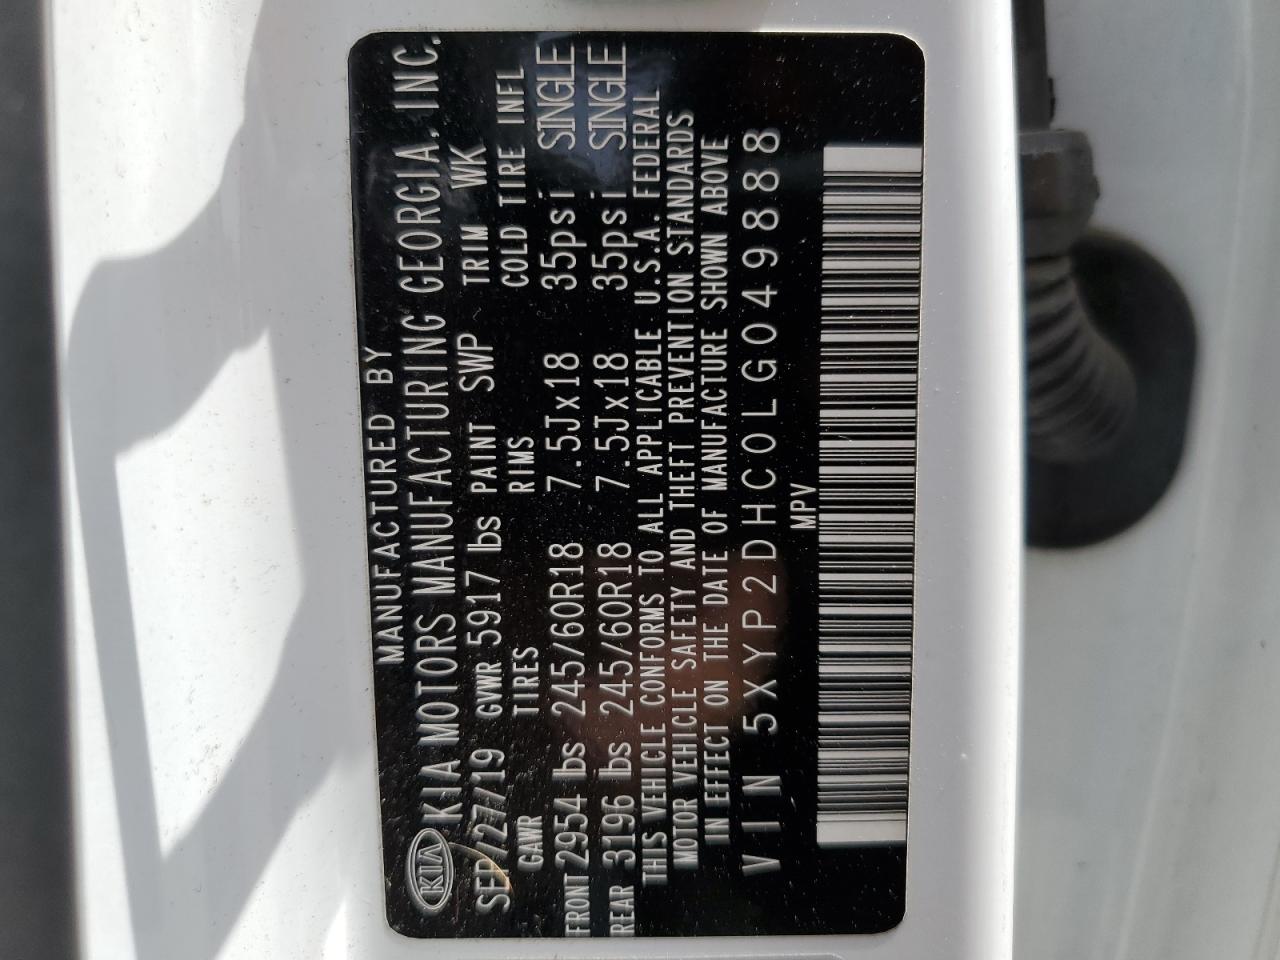 MANUFACTURED BY
KIA KIA MOTORS MANUFACTURING GEORGIA, INC.
SEP/27/19 GVWR 5917 lbs PAINT SWP TRIM WK
GAWR TIRES RIMS COLD TIRE INFL
FRONT 2954 lbs 245/60R18 7.5Jx18 35psi SINGLE
REAR 3196 lbs 245/60R18 7.5Jx18 35psi SINGLE
THIS VEHICLE CONFORMS TO ALL APPLICABLE U.S.A. FEDERAL
MOTOR VEHICLE SAFETY AND THEFT PREVENTION STANDARDS
IN EFFECT ON THE DATE OF MANUFACTURE SHOWN ABOVE
VIN 5XYP2DHC0LG049888
MPV